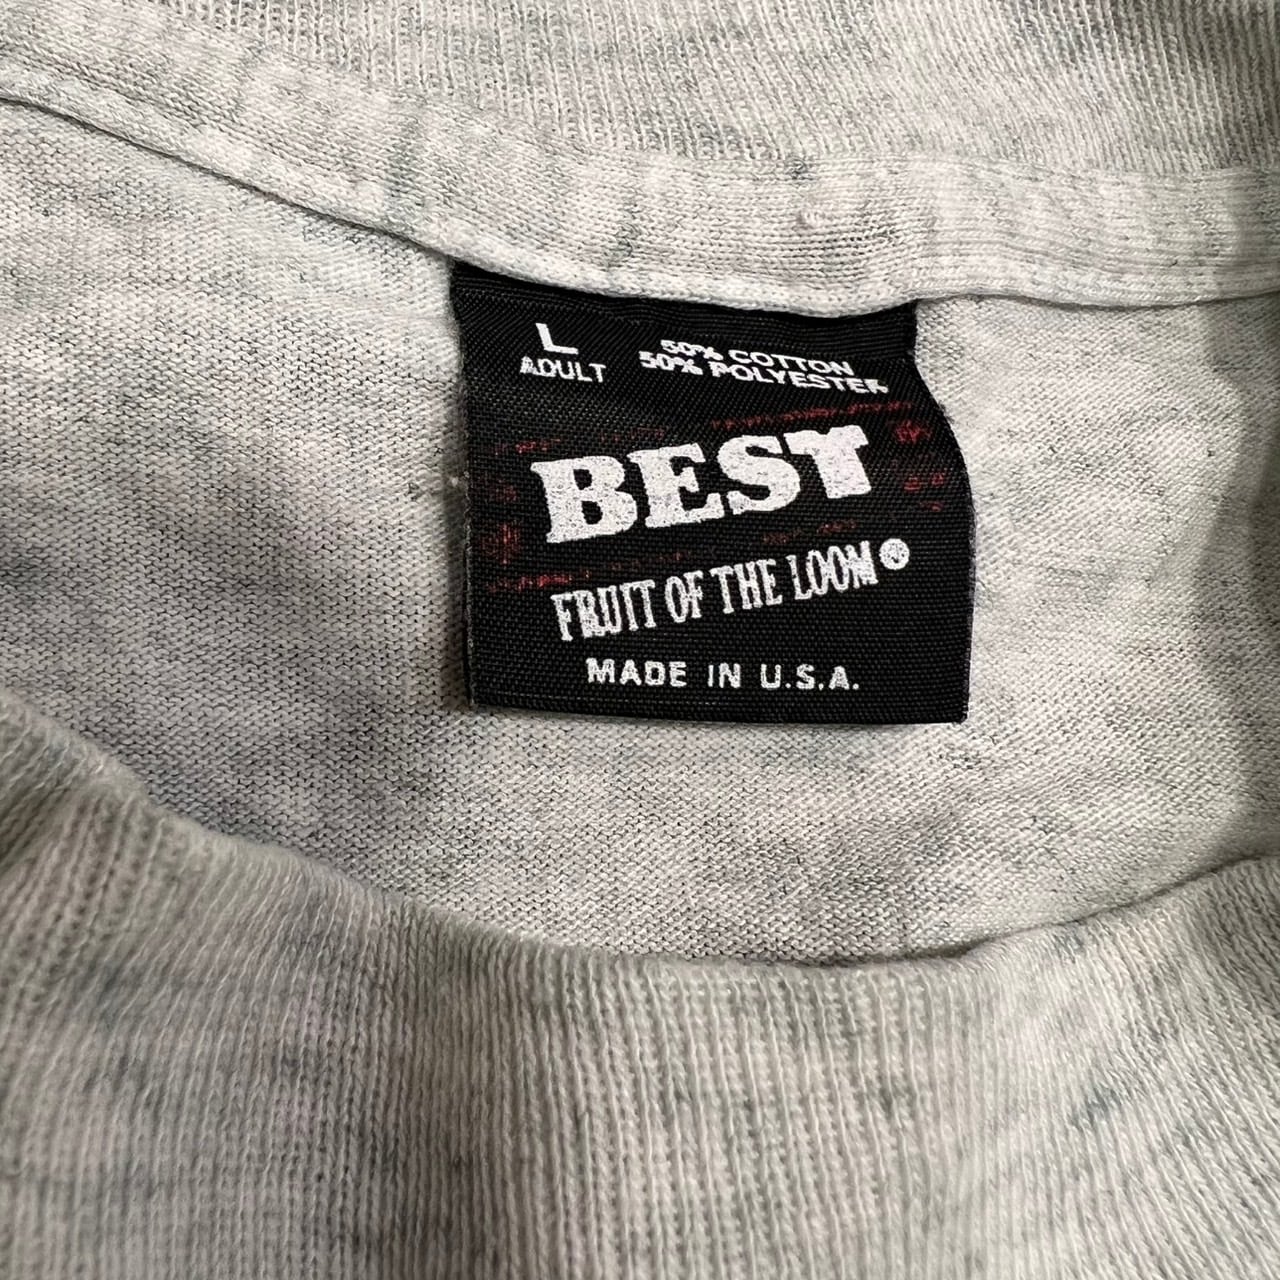 L
ADULT
50% COTTON
50% POLYESTER
BEST
FRUIT OF THE LOOM®
MADE IN U.S.A.